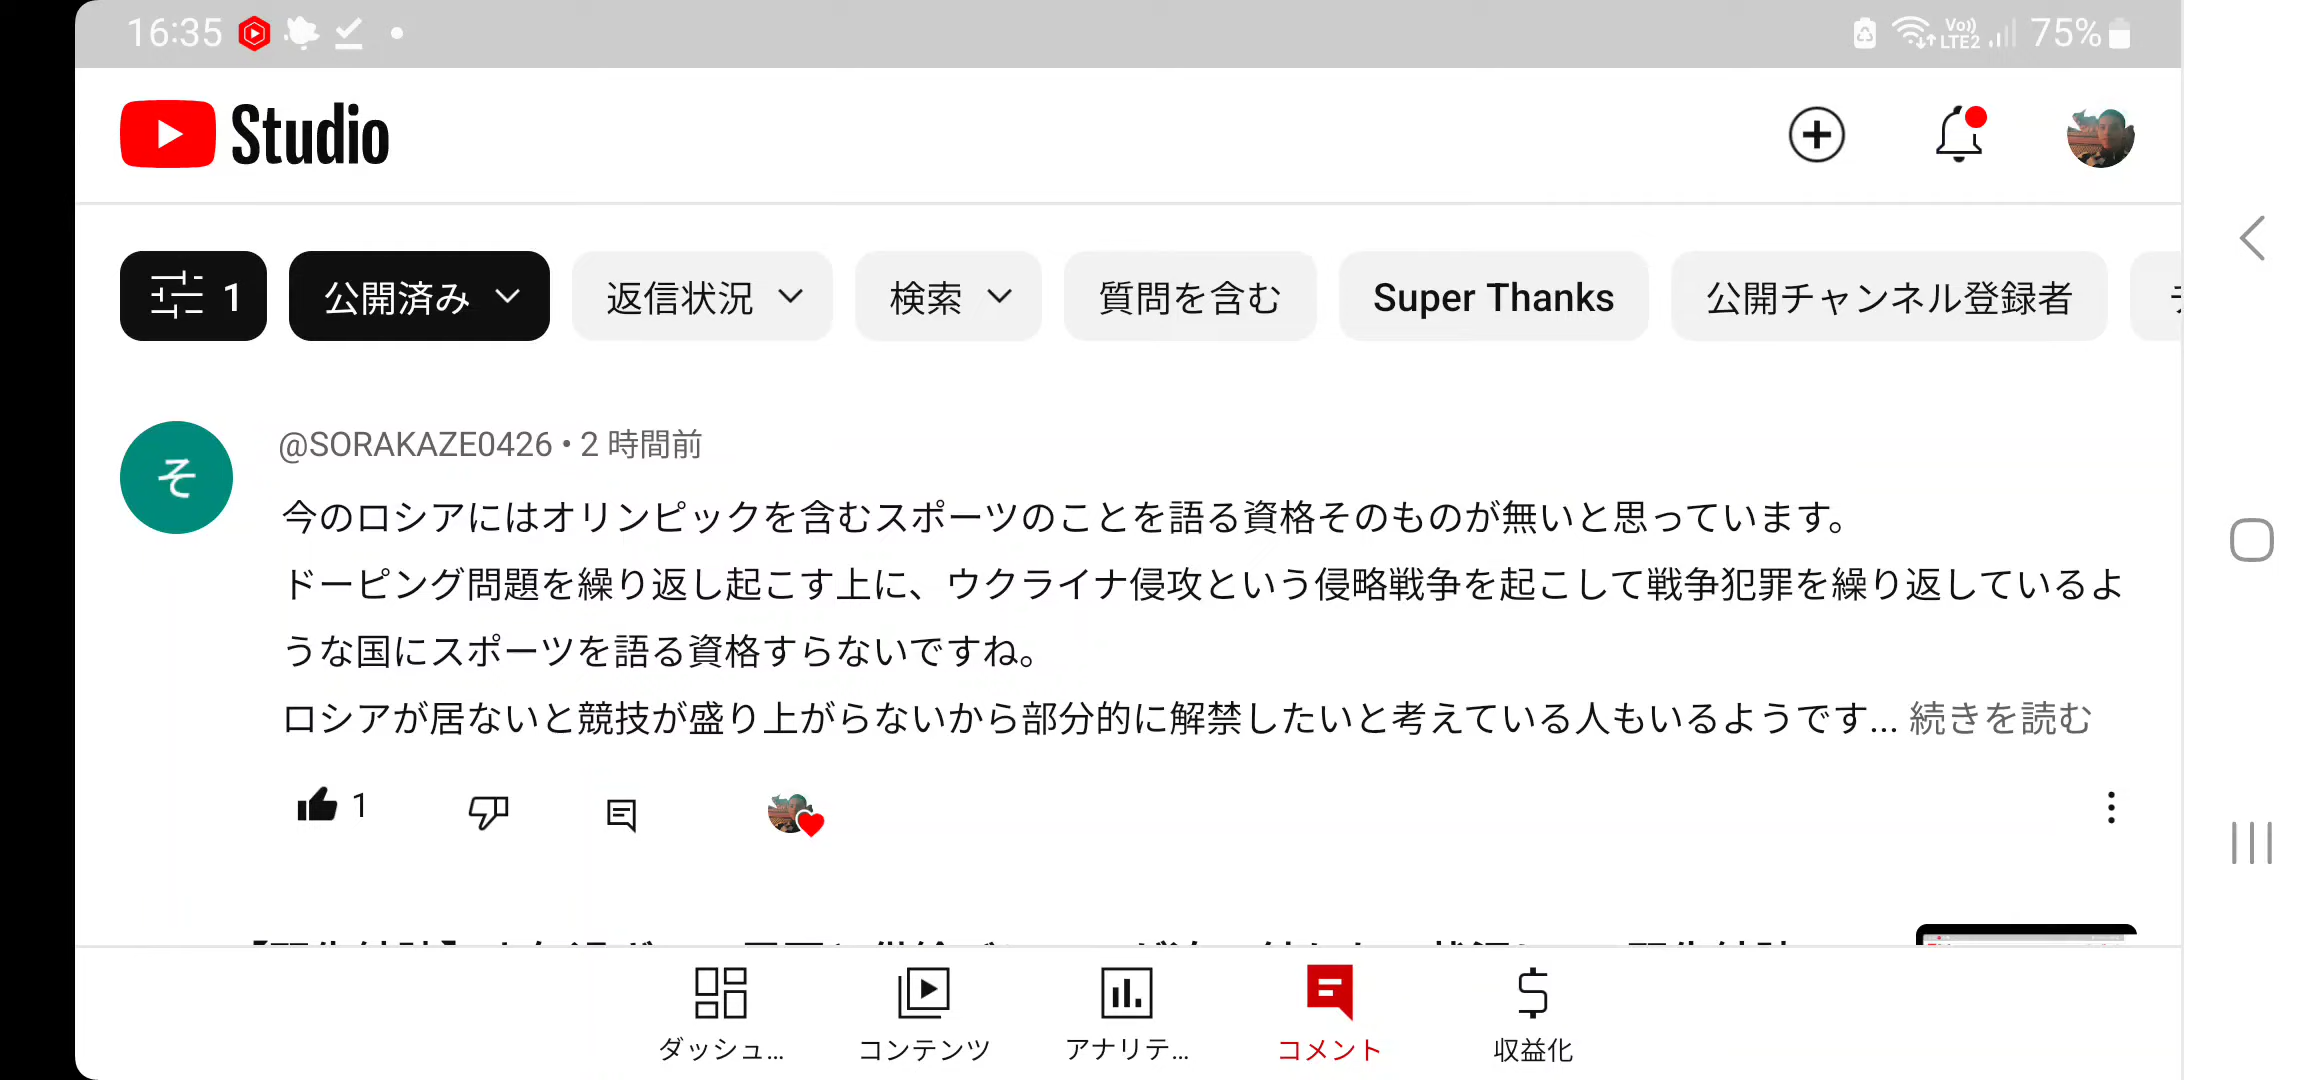 16:35
Vo)) LTE2 75%
Studio
1 公開済み 返信状況 検索 質問を含む Super Thanks 公開チャンネル登録者
そ
@SORAKAZE0426 • 2 時間前
今のロシアにはオリンピックを含むスポーツのことを語る資格そのものが無いと思っています。
ドーピング問題を繰り返し起こす上に、ウクライナ侵攻という侵略戦争を起こして戦争犯罪を繰り返しているよ
うな国にスポーツを語る資格すらないですね。
ロシアが居ないと競技が盛り上がらないから部分的に解禁したいと考えている人もいるようです... 続きを読む
1
ダッシュ... コンテンツ アナリテ... コメント 収益化